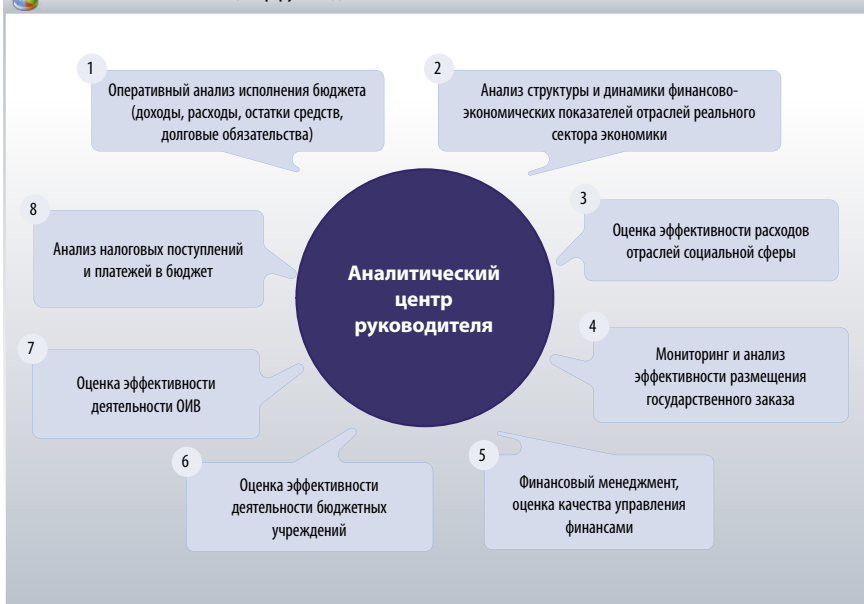 1
Оперативный анализ исполнения бюджета
(доходы, расходы, остатки средств,
долговые обязательства)
2
Анализ структуры и динамики финансово-
экономических показателей отраслей реального
сектора экономики
3
Оценка эффективности расходов
отраслей социальной сферы
4
Мониторинг и анализ
эффективности размещения
государственного заказа
5
Финансовый менеджмент,
оценка качества управления
финансами
6
Оценка эффективности
деятельности бюджетных
учреждений
7
Оценка эффективности
деятельности ОИВ
8
Анализ налоговых поступлений
и платежей в бюджет
Аналитический
центр
руководителя